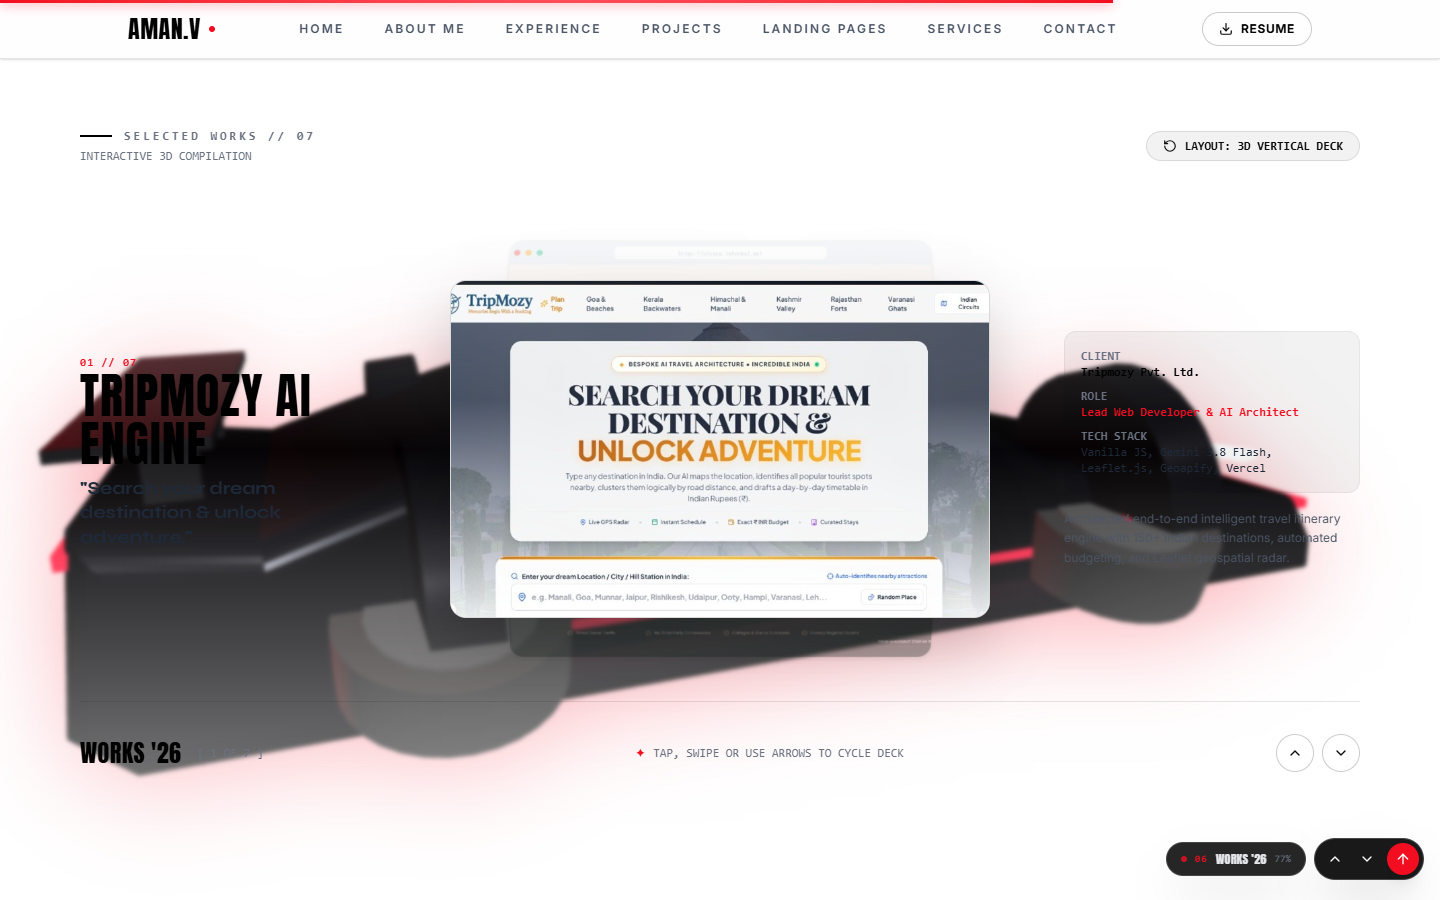 AMAN.V
HOME
ABOUT ME
EXPERIENCE
PROJECTS
LANDING PAGES
SERVICES
CONTACT
RESUME
SELECTED WORKS // 07
INTERACTIVE 3D COMPILATION
LAYOUT: 3D VERTICAL DECK
01 // 07
TRIPMOZY AI
ENGINE
"Search your dream
destination & unlock
adventure."
TripMozy
Plan Trip
Goa & Beaches
Kerala Backwaters
Himachal & Manali
Kashmir Valley
Rajasthan Forts
Varanasi Ghats
Indian Circuits
BESPOKE AI TRAVEL ARCHITECTURE • INCREDIBLE INDIA
SEARCH YOUR DREAM
DESTINATION &
UNLOCK ADVENTURE
Type any destination in India. Our AI maps the location, identifies all popular tourist spots
nearby, clusters them logically by road distance, and drafts a day-by-day timetable in
Indian Rupees (₹).
Live GPS Radar
Instant Schedule
Exact ₹ INR Budget
Curated Stays
Enter your dream Location / City / Hill Station in India:
Auto-identifies nearby attractions
e.g. Manali, Goa, Munnar, Jaipur, Rishikesh, Udaipur, Ooty, Hampi, Varanasi, Leh...
Random Place
CLIENT
Tripmozy Pvt. Ltd.
ROLE
Lead Web Developer & AI Architect
TECH STACK
Vanilla JS, Gemini 3.8 Flash,
Leaflet.js, Geoapify, Vercel
end-to-end intelligent travel itinerary
destinations, automated
budgeting, geospatial radar.
WORKS '26
TAP, SWIPE OR USE ARROWS TO CYCLE DECK
06 WORKS '26 77%